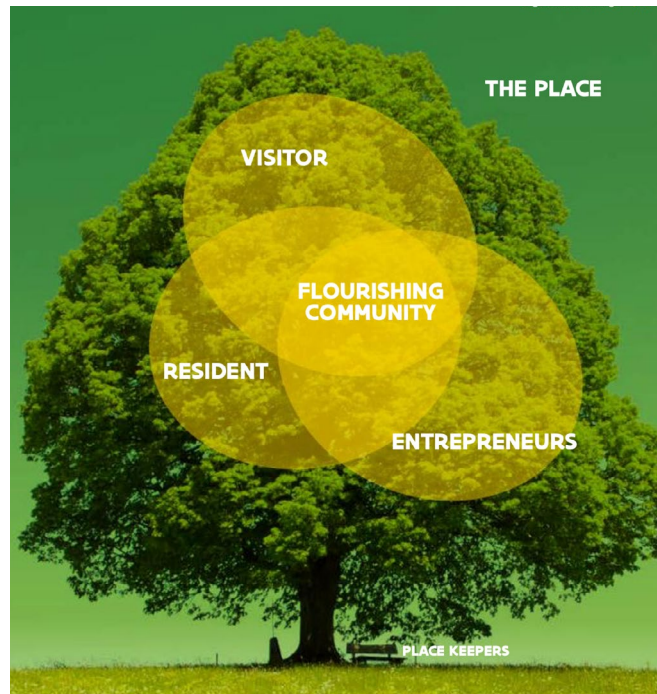 THE PLACE
VISITOR
FLOURISHING
COMMUNITY
RESIDENT
ENTREPRENEURS
PLACE KEEPERS